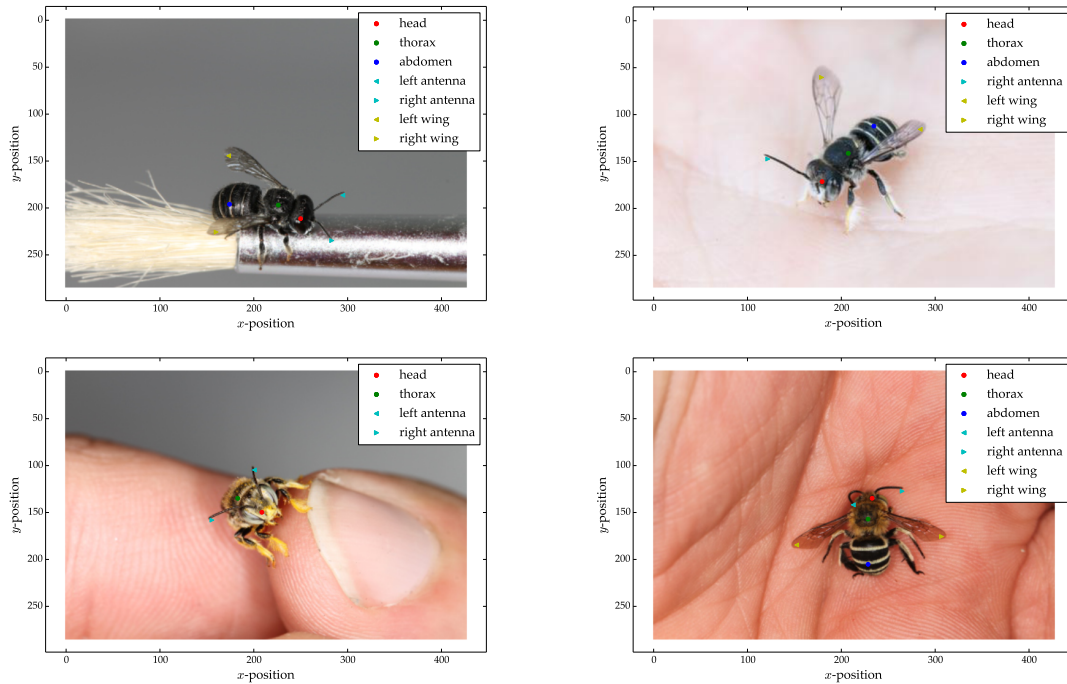 0
50
100
150
200
250
y-position
0
100
200
300
400
x-position
head
thorax
abdomen
left antenna
right antenna
left wing
right wing
0
50
100
150
200
250
y-position
0
100
200
300
400
x-position
head
thorax
abdomen
right antenna
left wing
right wing
0
50
100
150
200
250
y-position
0
100
200
300
400
x-position
head
thorax
left antenna
right antenna
0
50
100
150
200
250
y-position
0
100
200
300
400
x-position
head
thorax
abdomen
left antenna
right antenna
left wing
right wing